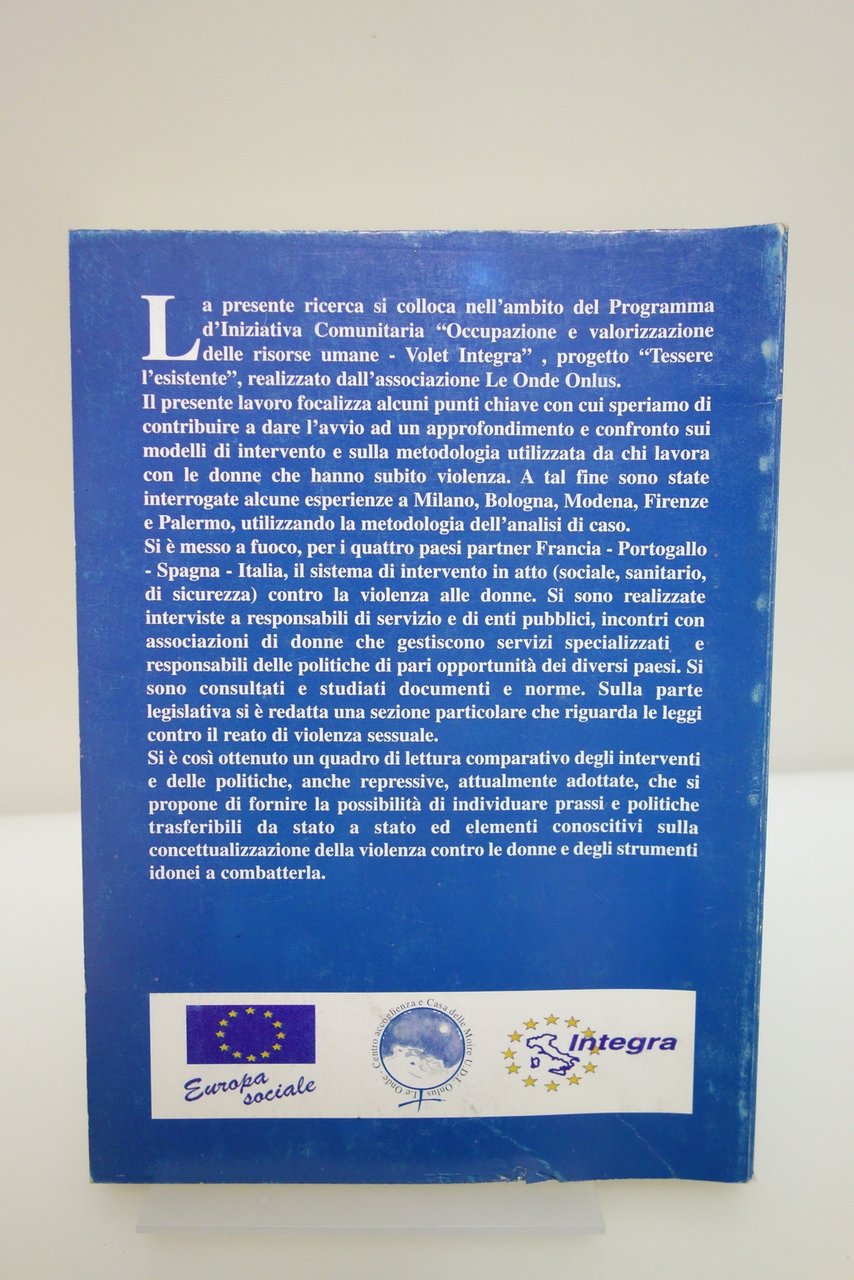 La presente ricerca si colloca nell'ambito del Programma
d'Iniziativa Comunitaria “Occupazione e valorizzazione
delle risorse umane - Volet Integra” , progetto “Tessere
l'esistente”, realizzato dall'associazione Le Onde Onlus.
Il presente lavoro focalizza alcuni punti chiave con cui speriamo di
contribuire a dare l'avvio ad un approfondimento e confronto sui
modelli di intervento e sulla metodologia utilizzata da chi lavora
con le donne che hanno subito violenza. A tal fine sono state
interrogate alcune esperienze a Milano, Bologna, Modena, Firenze
e Palermo, utilizzando la metodologia dell'analisi di caso.
Si è messo a fuoco, per i quattro paesi partner Francia - Portogallo
- Spagna - Italia, il sistema di intervento in atto (sociale, sanitario,
di sicurezza) contro la violenza alle donne. Si sono realizzate
interviste a responsabili di servizio e di enti pubblici, incontri con
associazioni di donne che gestiscono servizi specializzati e
responsabili delle politiche di pari opportunità dei diversi paesi. Si
sono consultati e studiati documenti e norme. Sulla parte
legislativa si è redatta una sezione particolare che riguarda le leggi
contro il reato di violenza sessuale.
Si è così ottenuto un quadro di lettura comparativo degli interventi
e delle politiche, anche repressive, attualmente adottate, che si
propone di fornire la possibilità di individuare prassi e politiche
trasferibili da stato a stato ed elementi conoscitivi sulla
concettualizzazione della violenza contro le donne e degli strumenti
idonei a combatterla.
Europa
sociale
Le Onde · Centro accoglienza e Casa delle Moire U.D.I. Onlus
Integra